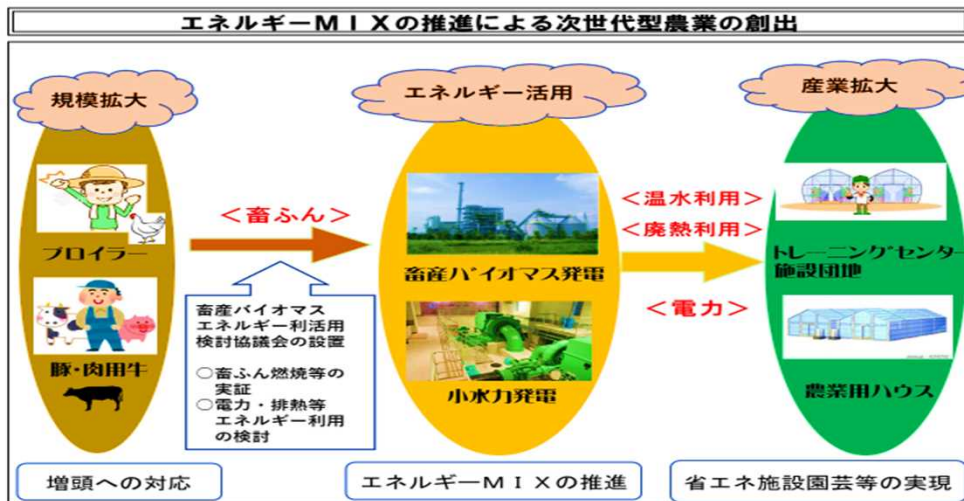 エネルギーＭＩＸの推進による次世代型農業の創出
規模拡大
エネルギー活用
産業拡大
ブロイラー
豚・肉用牛
＜畜ふん＞
畜産バイオマス
エネルギー利活用
検討協議会の設置
○畜ふん燃焼等の
実証
○電力・排熱等
エネルギー利用
の検討
畜産バイオマス発電
小水力発電
＜温水利用＞
＜廃熱利用＞
＜電力＞
トレーニングセンター
施設団地
農業用ハウス
増頭への対応
エネルギーＭＩＸの推進
省エネ施設園芸等の実現